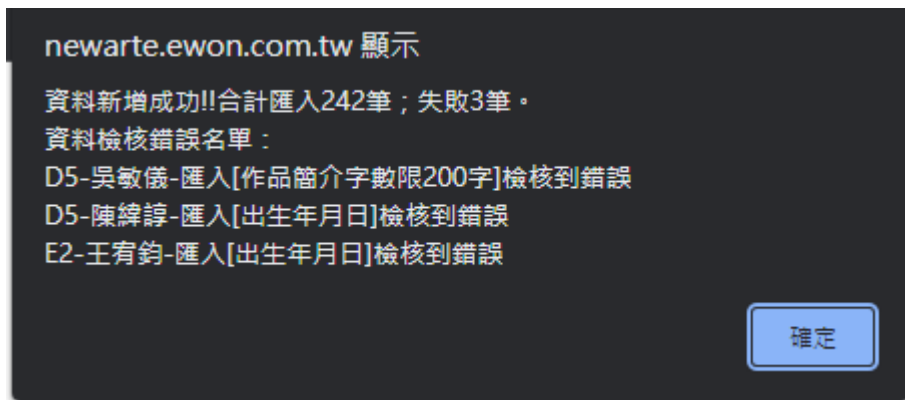 newarte.ewon.com.tw 顯示
資料新增成功!!合計匯入242筆；失敗3筆。
資料檢核錯誤名單：
D5-吳敏儀-匯入[作品簡介字數限200字]檢核到錯誤
D5-陳緯諄-匯入[出生年月日]檢核到錯誤
E2-王宥鈞-匯入[出生年月日]檢核到錯誤
確定